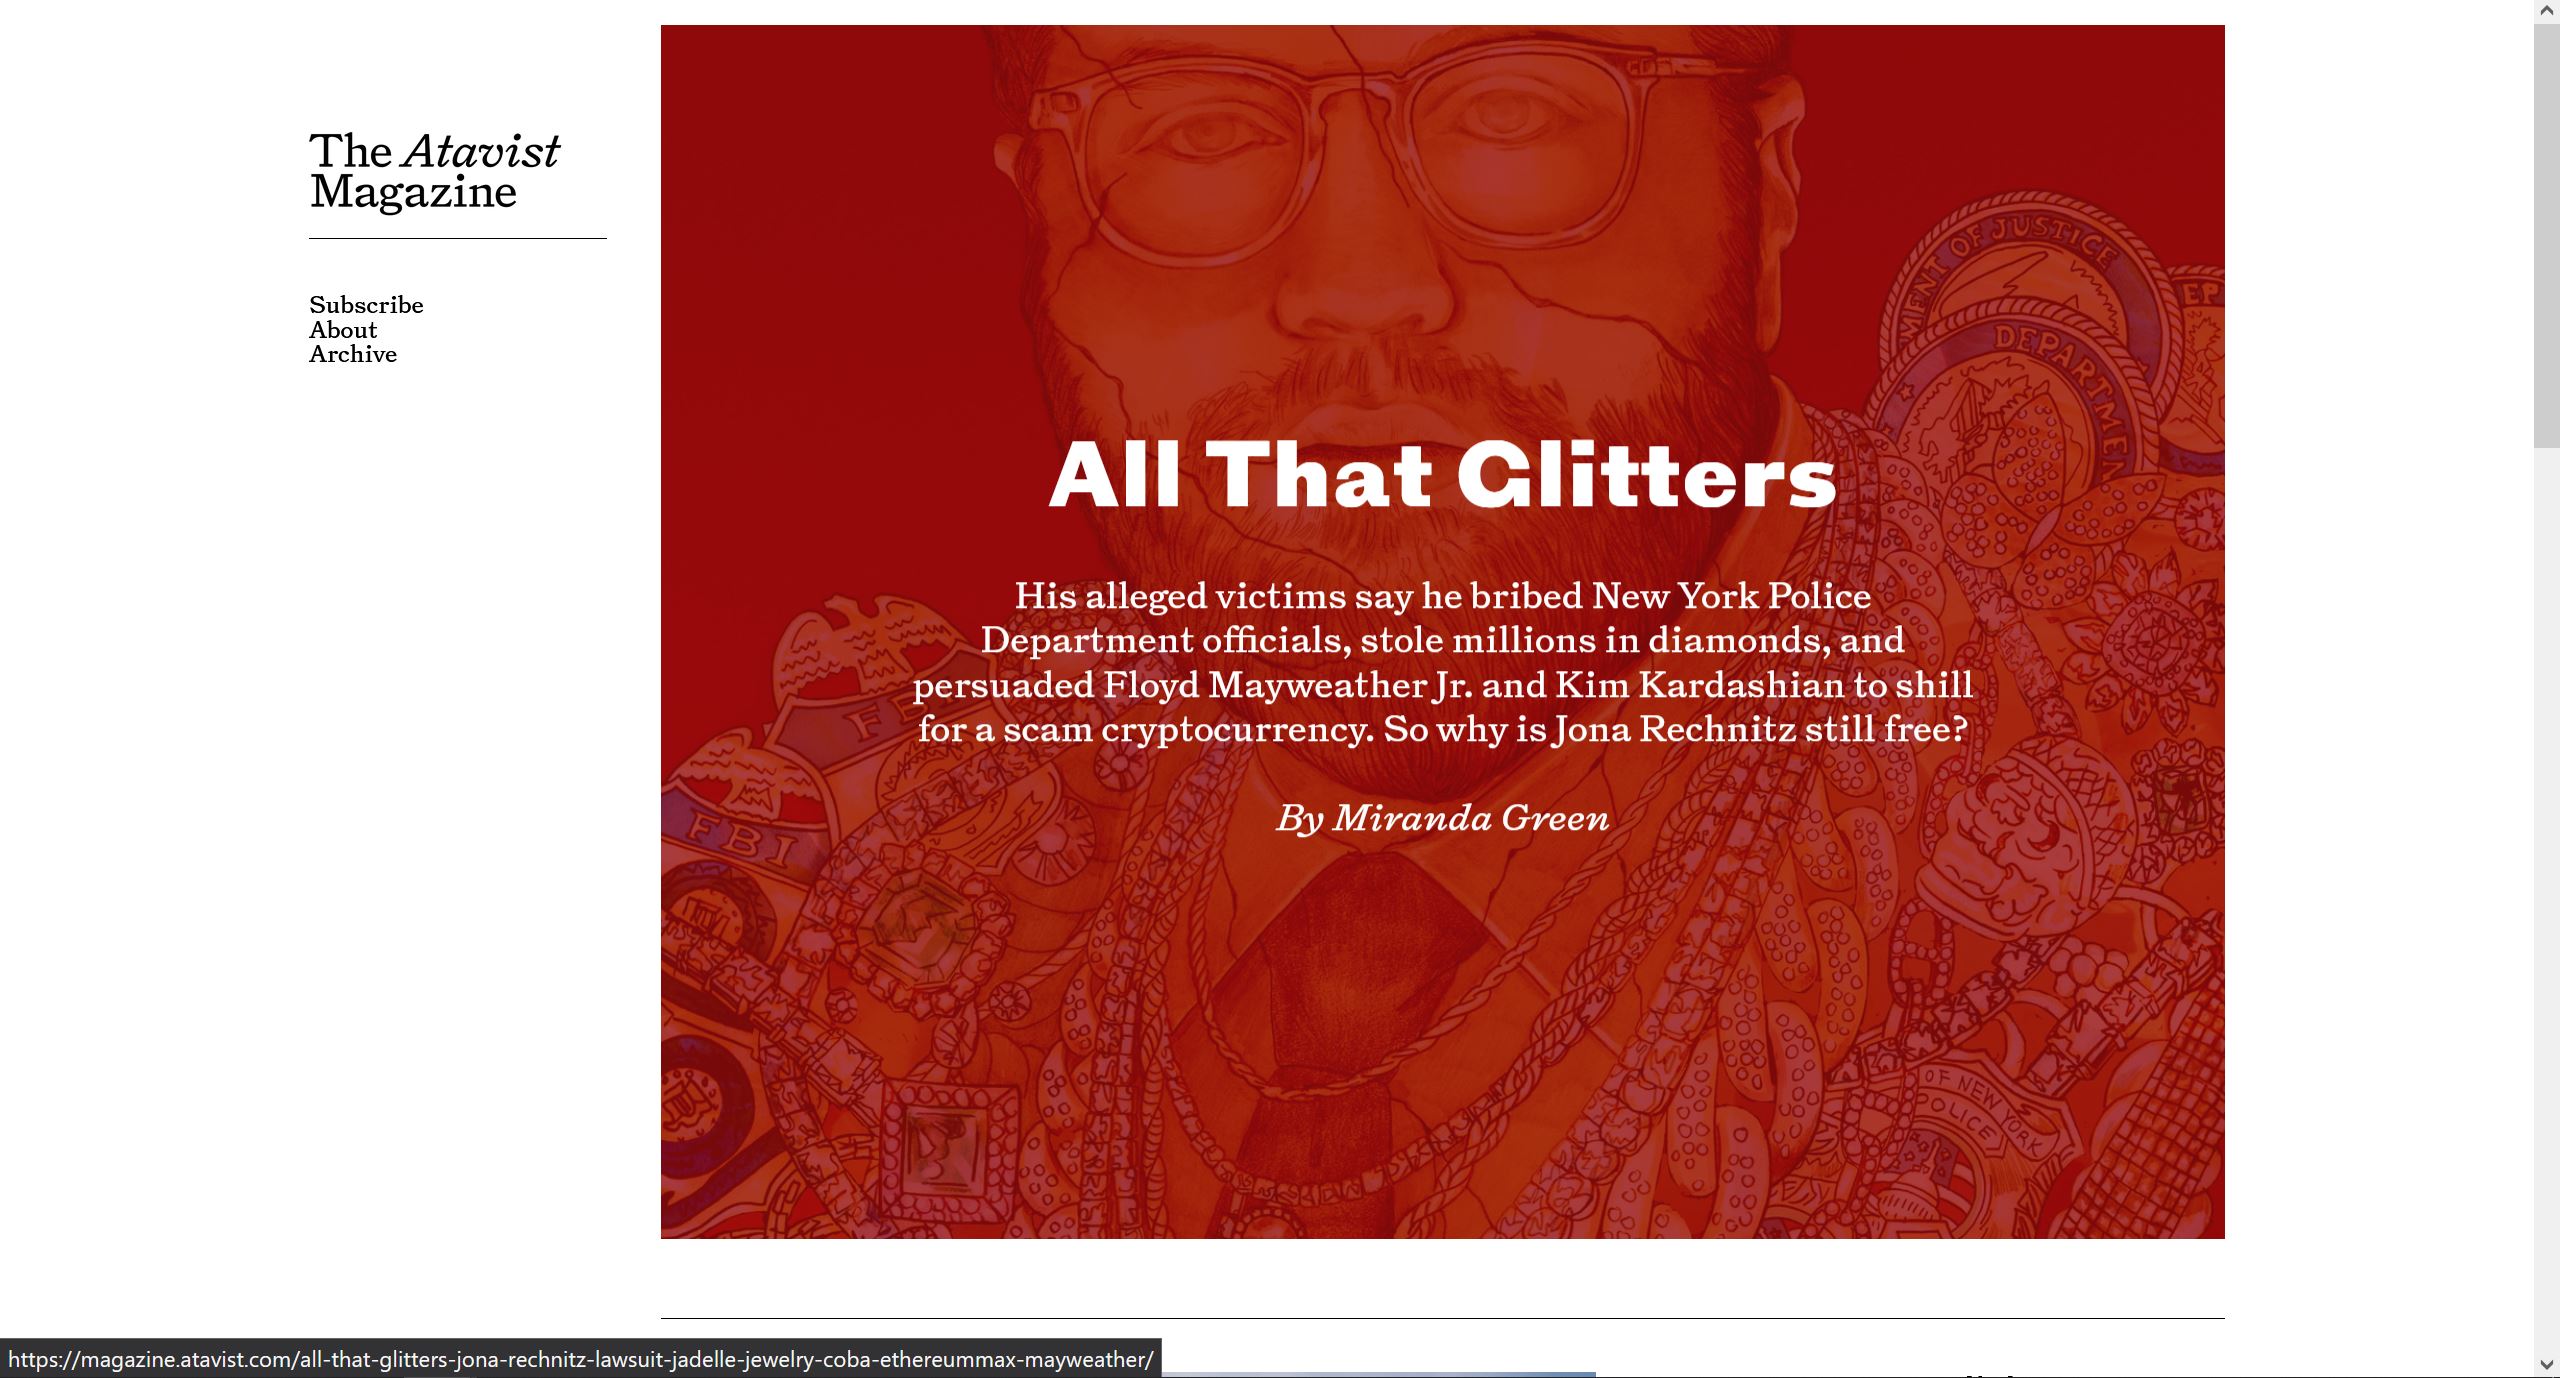 The Atavist
Magazine
Subscribe
About
Archive
MENT OF JUSTICE
EP
DEPARTMEN
All That Glitters
His alleged victims say he bribed New York Police
Department officials, stole millions in diamonds, and
persuaded Floyd Mayweather Jr. and Kim Kardashian to shill
for a scam cryptocurrency. So why is Jona Rechnitz still free?
By Miranda Green
FBI
OF NEW YORK
POLICE
https://magazine.atavist.com/all-that-glitters-jona-rechnitz-lawsuit-jadelle-jewelry-coba-ethereummax-mayweather/